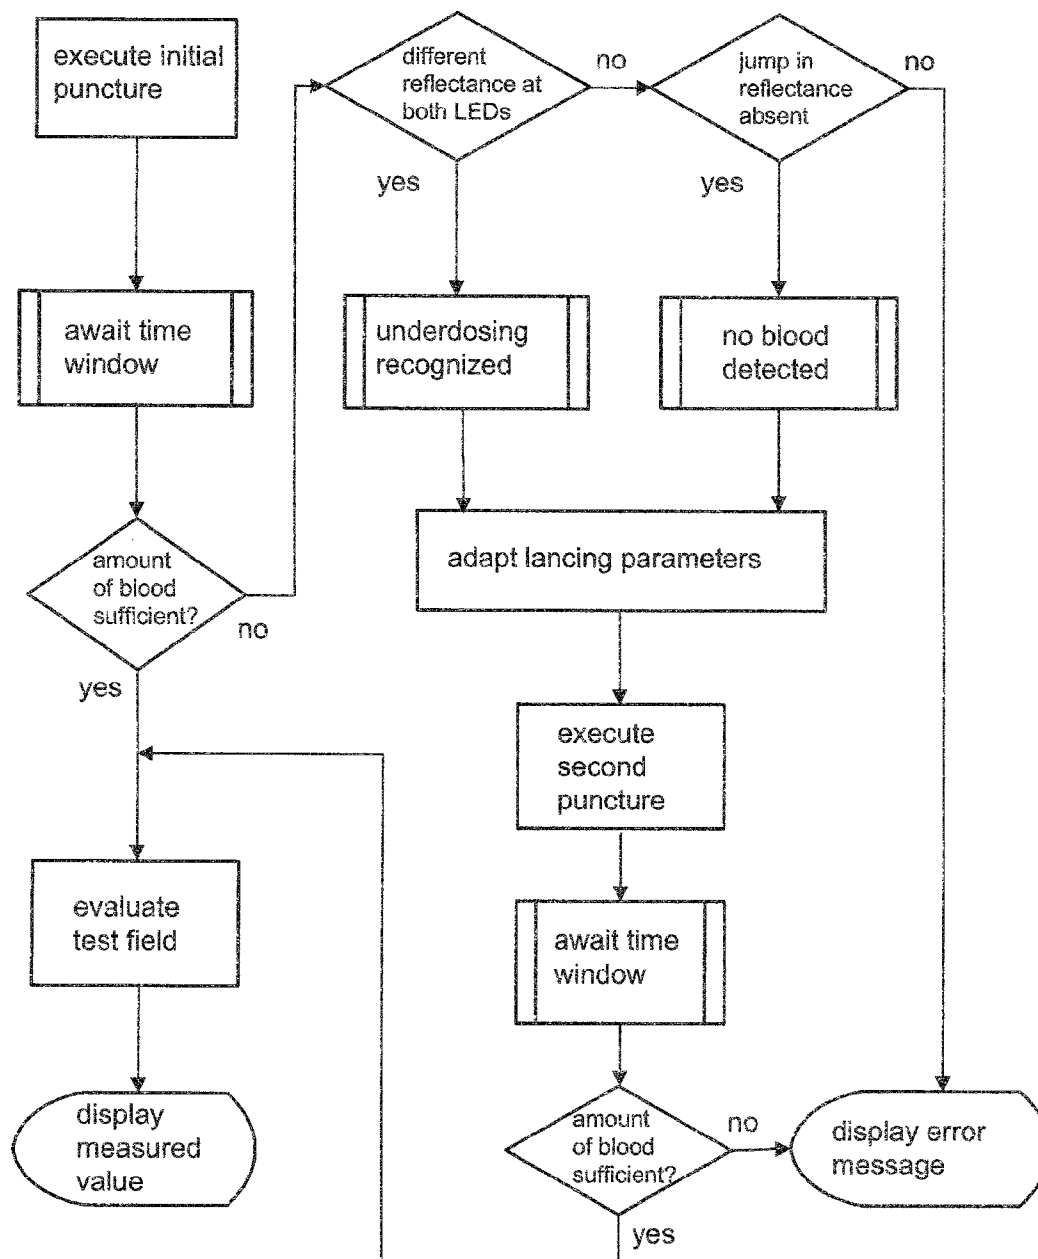 execute initial
puncture
await time
window
amount
of blood
sufficient?
no
yes
evaluate
test field
display
measured
value
different
reflectance at
both LEDs
no
yes
underdosing
recognized
jump in
reflectance
absent
no
yes
no blood
detected
adapt lancing parameters
execute
second
puncture
await time
window
amount
of blood
sufficient?
no
yes
display error
message